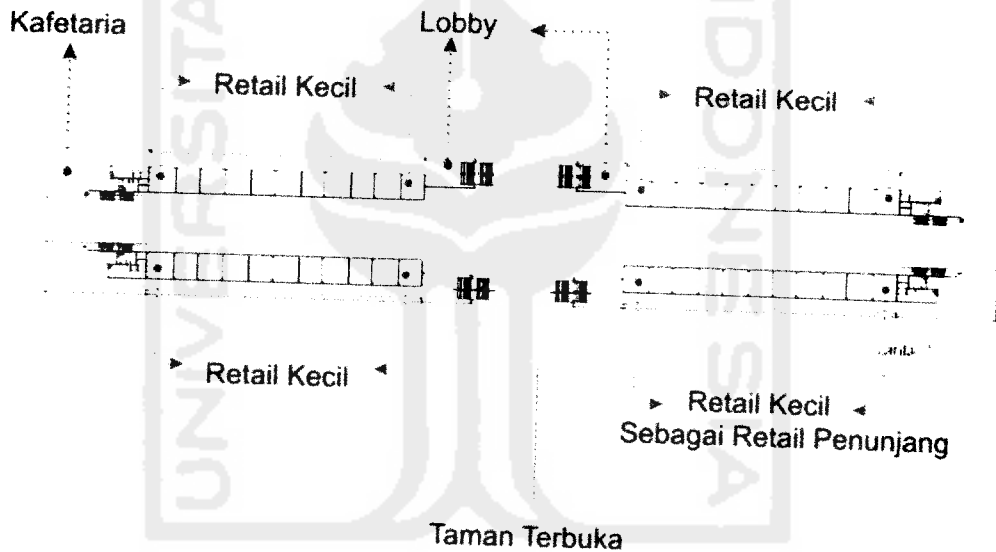 Kafetaria
Lobby
Retail Kecil
Retail Kecil
Retail Kecil
Retail Kecil
Sebagai Retail Penunjang
Taman Terbuka